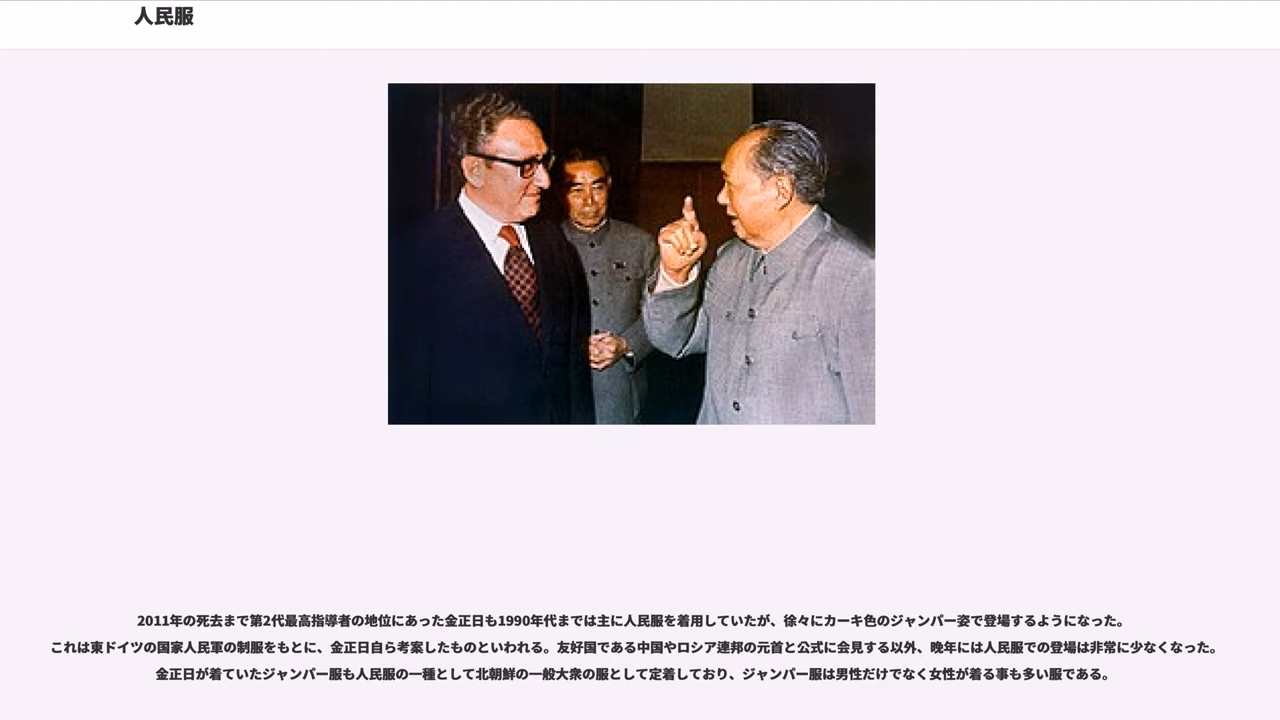 人民服
2011年の死去まで第2代最高指導者の地位にあった金正日も1990年代までは主に人民服を着用していたが、徐々にカーキ色のジャンパー姿で登場するようになった。
これは東ドイツの国家人民軍の制服をもとに、金正日自ら考案したものといわれる。友好国である中国やロシア連邦の元首と公式に会見する以外、晩年には人民服での登場は非常に少なくなった。
金正日が着ていたジャンパー服も人民服の一種として北朝鮮の一般大衆の服として定着しており、ジャンパー服は男性だけでなく女性が着る事も多い服である。